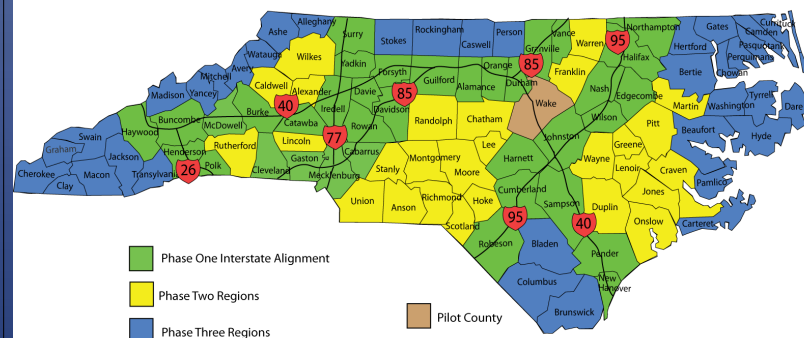 Ashe
Alleghany
Surry
Stokes
Rockingham
Caswell
Person
Granville
Vance
Warren
95
Northampton
Gates
Currituck
Camden
Pasquotank
Perquimans
Hertford
Halifax
Chowan
Bertie
Watauga
Wilkes
Yadkin
Forsyth
Guilford
Alamance
Orange
85
Durham
Franklin
Nash
Edgecombe
Martin
Washington
Tyrrell
Dare
Avery
Mitchell
Yancey
Madison
Caldwell
Alexander
Davie
85
Davidson
Iredell
40
Wake
Wilson
Pitt
Beaufort
Hyde
Buncombe
Burke
McDowell
Catawba
Rowan
Randolph
Chatham
Johnston
Greene
Swain
Haywood
Graham
Jackson
Henderson
26
Polk
Rutherford
Lincoln
77
Cabarrus
Gaston
Cleveland
Mecklenburg
Stanly
Montgomery
Moore
Lee
Harnett
Wayne
Lenoir
Craven
Jones
Pamlico
Carteret
Cherokee
Clay
Macon
Transylvania
Union
Anson
Richmond
Hoke
Scotland
Cumberland
Sampson
Duplin
Onslow
95
40
Robeson
Bladen
Pender
Columbus
New
Hanover
Brunswick
Phase One Interstate Alignment
Phase Two Regions
Phase Three Regions
Pilot County